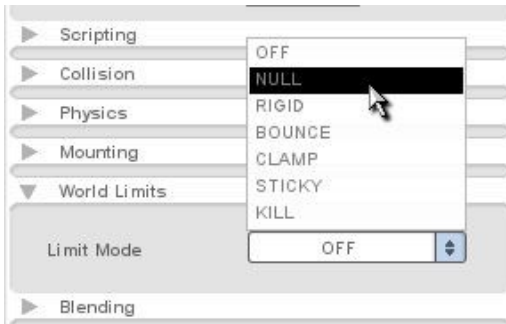 Scripting
Collision
Physics
Mounting
World Limits
OFF
NULL
RIGID
BOUNCE
CLAMP
STICKY
KILL
Limit Mode
OFF
Blending